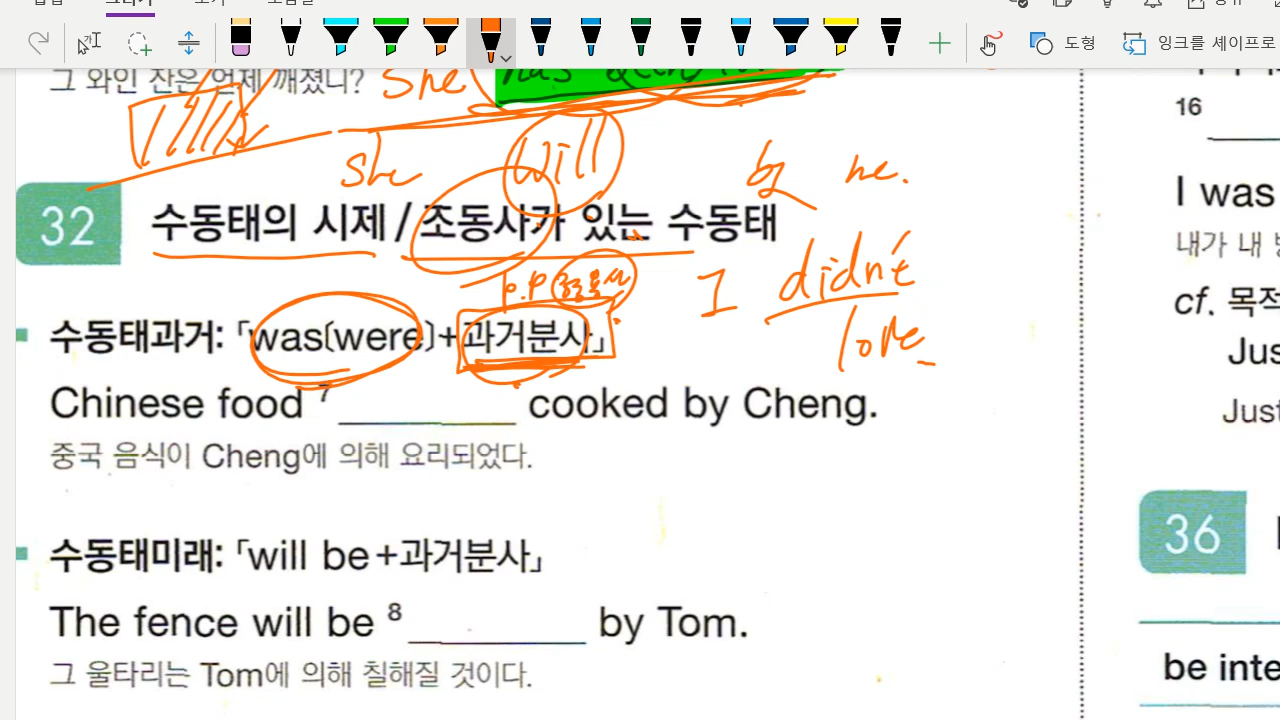 도형
잉크를 셰이프로
그 와인 잔은 언제 깨졌니? She has been
She will by me.
32 수동태의 시제/조동사가 있는 수동태
p.p 형용사 I didn't
수동태과거: 「was(were)+과거분사」 love
Chinese food 7 ________ cooked by Cheng.
중국 음식이 Cheng에 의해 요리되었다.
수동태미래: 「will be+과거분사」
The fence will be 8 ________ by Tom.
그 울타리는 Tom에 의해 칠해질 것이다.
16
I was
내가 내
cf. 목적
Jus
Just
36
be inte